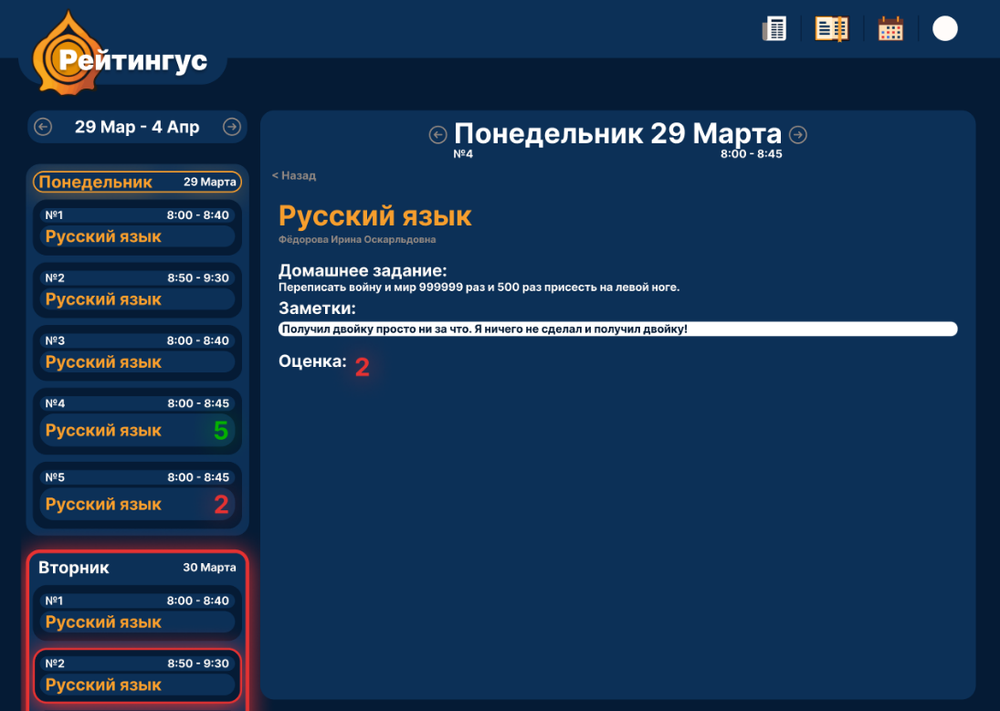 Рейтингус
29 Мар - 4 Апр
Понедельник 29 Марта
№1 8:00 - 8:40
Русский язык
№2 8:50 - 9:30
Русский язык
№3 8:00 - 8:40
Русский язык
№4 8:00 - 8:45
Русский язык 5
№5 8:00 - 8:45
Русский язык 2
Вторник 30 Марта
№1 8:00 - 8:40
Русский язык
№2 8:50 - 9:30
Русский язык
Понедельник 29 Марта
№4 8:00 - 8:45
< Назад
Русский язык
Фёдорова Ирина Оскарльдовна
Домашнее задание:
Переписать войну и мир 999999 раз и 500 раз присесть на левой ноге.
Заметки:
Получил двойку просто ни за что. Я ничего не сделал и получил двойку!
Оценка: 2